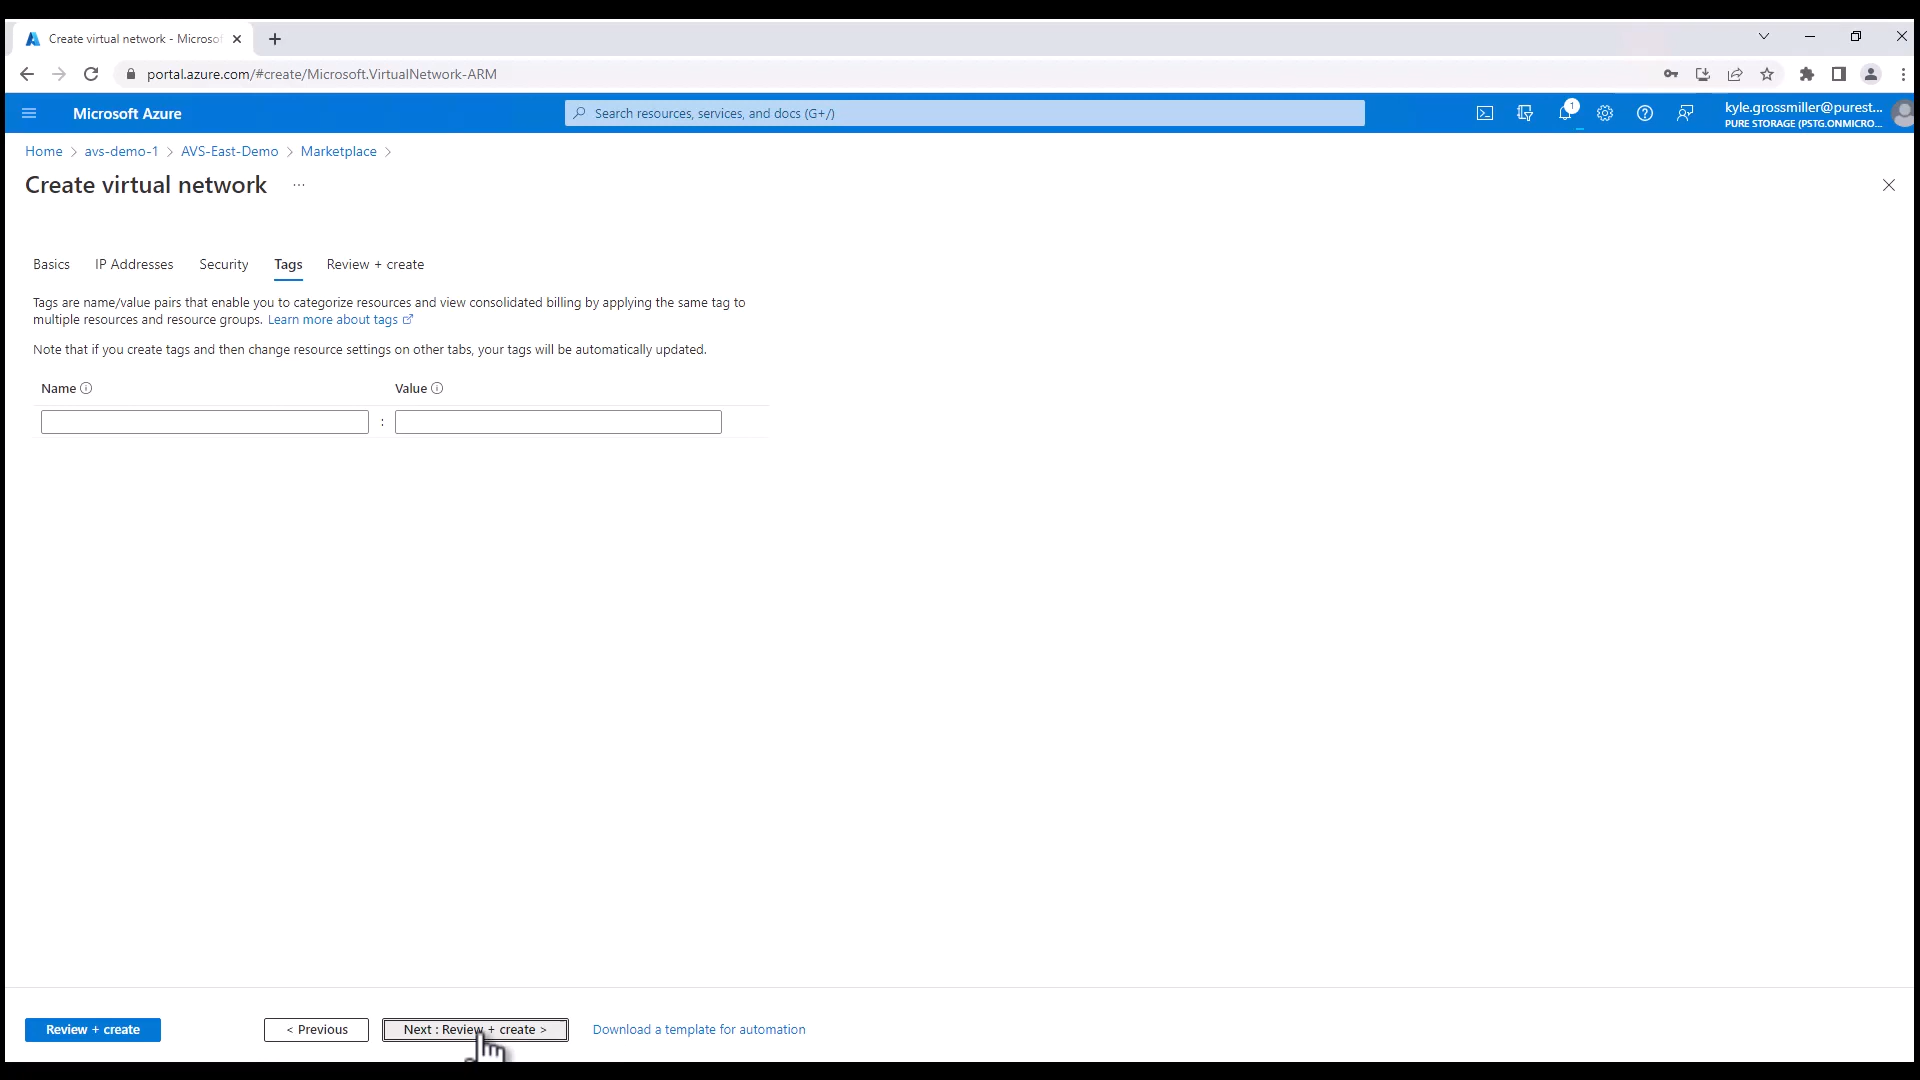 Create virtual network - Microso
portal.azure.com/#create/Microsoft.VirtualNetwork-ARM
Microsoft Azure
Search resources, services, and docs (G+/)
1
kyle.grossmiller@purest...
PURE STORAGE (PSTG.ONMICRO...
Home > avs-demo-1 > AVS-East-Demo > Marketplace >
Create virtual network ...
Basics IP Addresses Security Tags Review + create
Tags are name/value pairs that enable you to categorize resources and view consolidated billing by applying the same tag to
multiple resources and resource groups. Learn more about tags
Note that if you create tags and then change resource settings on other tabs, your tags will be automatically updated.
Name Value
:
Review + create < Previous Next : Review + create > Download a template for automation